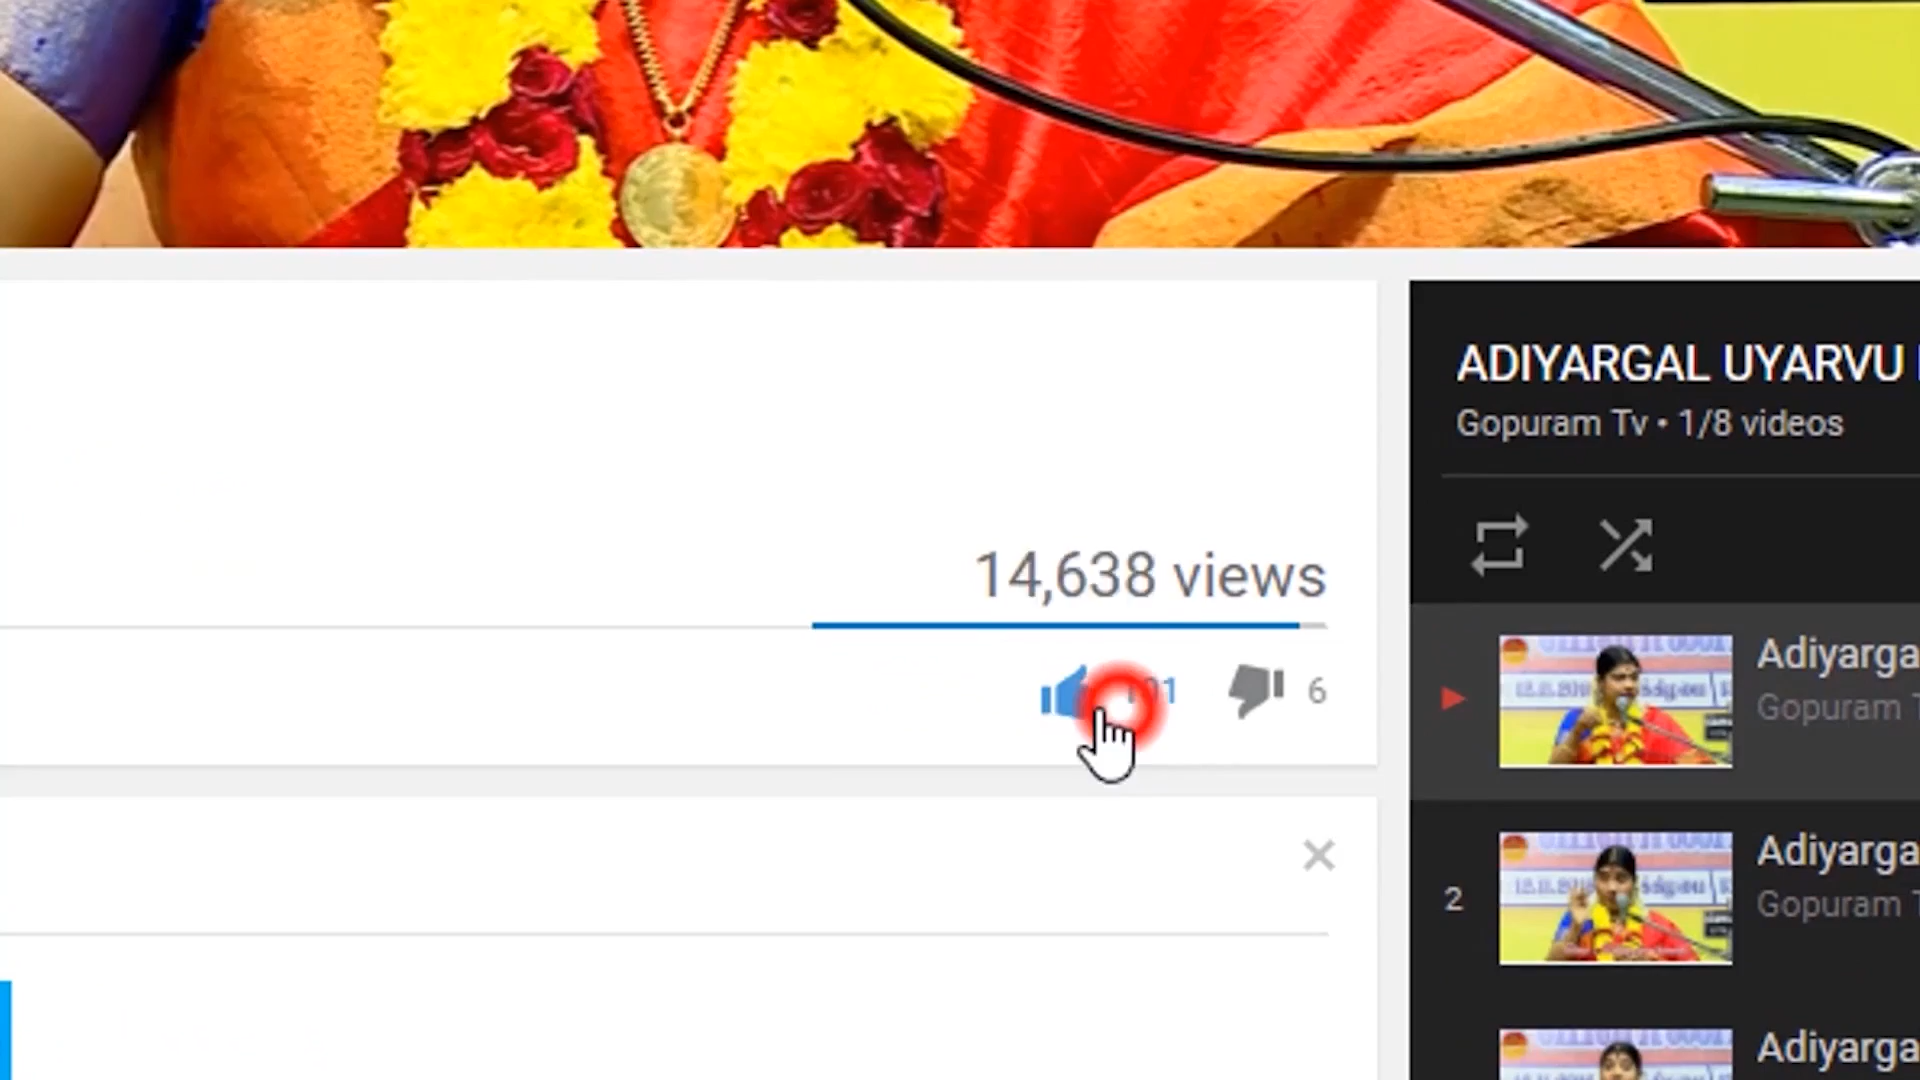 ADIYARGAL UYARVU
Gopuram Tv • 1/8 videos
14,638 views
6
Adiyarga
Gopuram T
2
Adiyarga
Gopuram T
Adiyarga